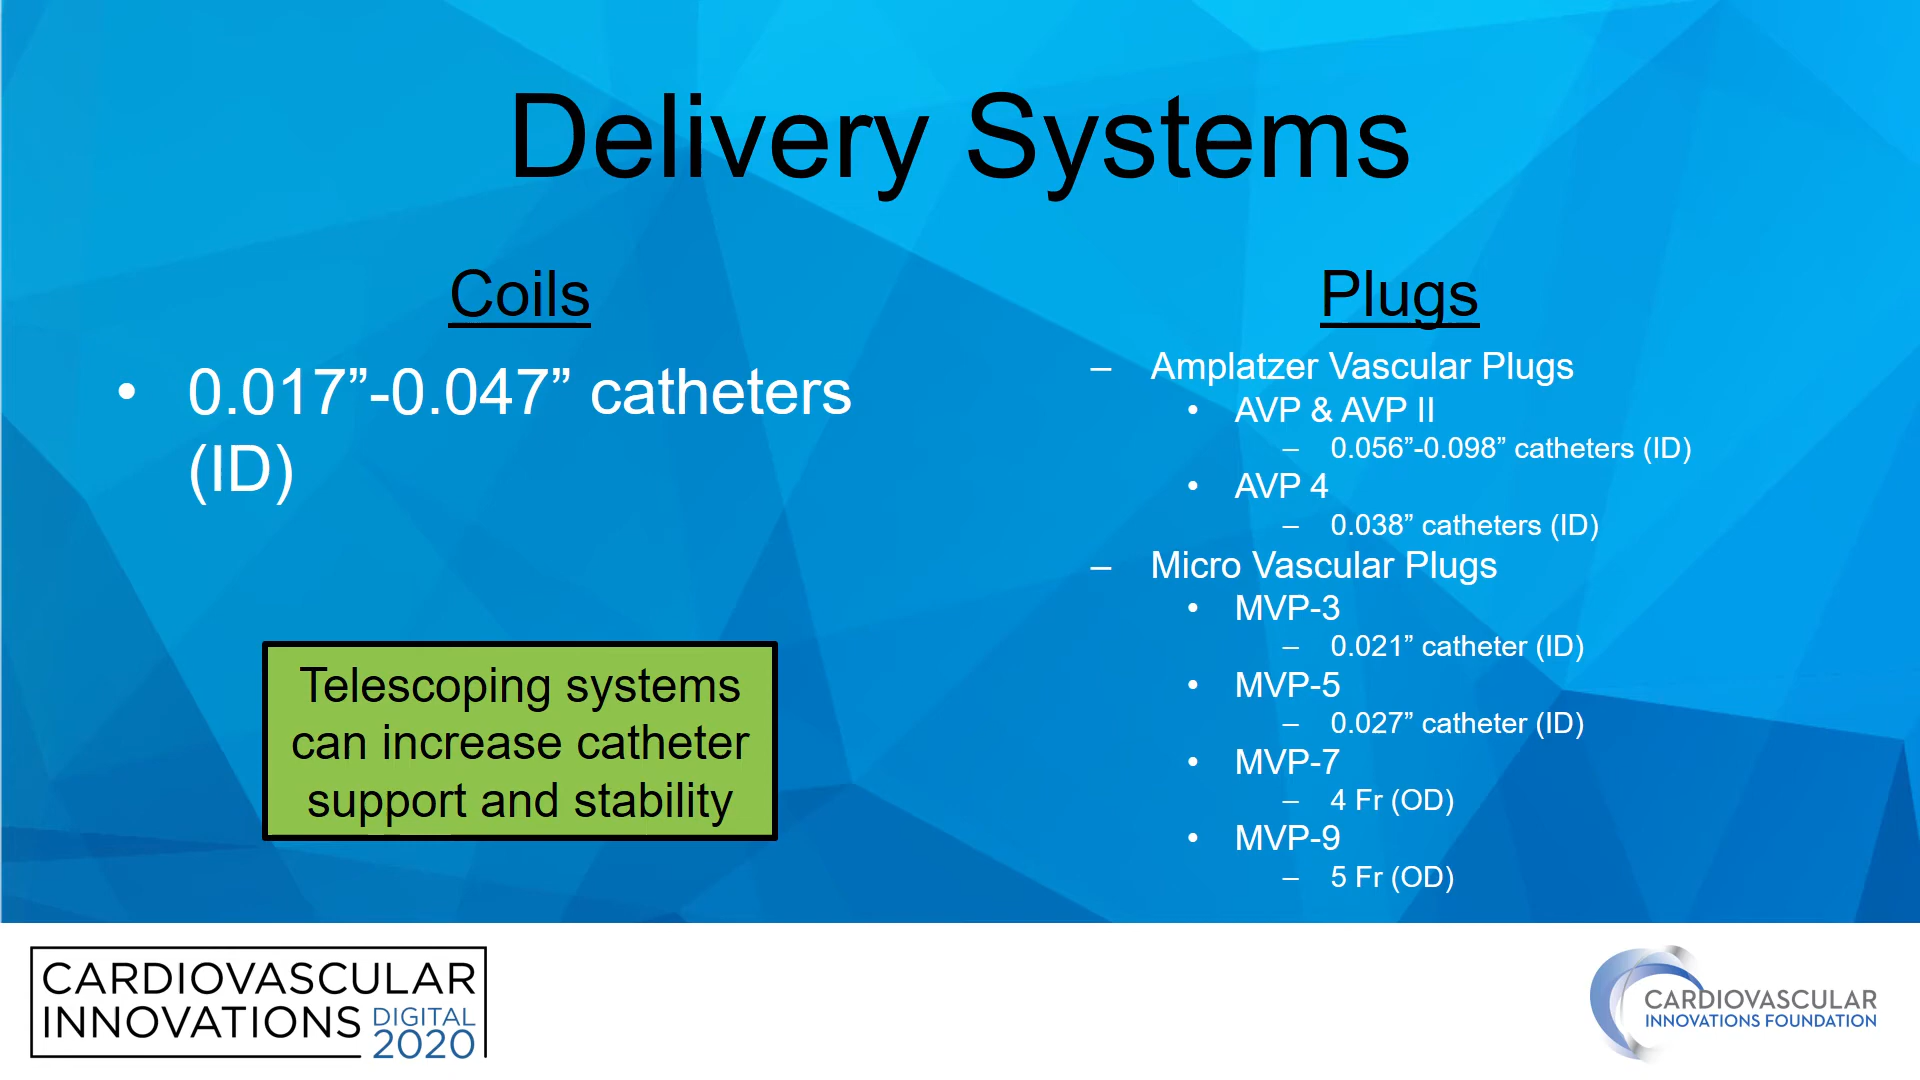 Delivery Systems
Coils
• 0.017”-0.047” catheters
(ID)
Telescoping systems
can increase catheter
support and stability
Plugs
– Amplatzer Vascular Plugs
• AVP & AVP II
– 0.056”-0.098” catheters (ID)
• AVP 4
– 0.038” catheters (ID)
– Micro Vascular Plugs
• MVP-3
– 0.021” catheter (ID)
• MVP-5
– 0.027” catheter (ID)
• MVP-7
– 4 Fr (OD)
• MVP-9
– 5 Fr (OD)
CARDIOVASCULAR
INNOVATIONS DIGITAL
2020
CARDIOVASCULAR
INNOVATIONS FOUNDATION